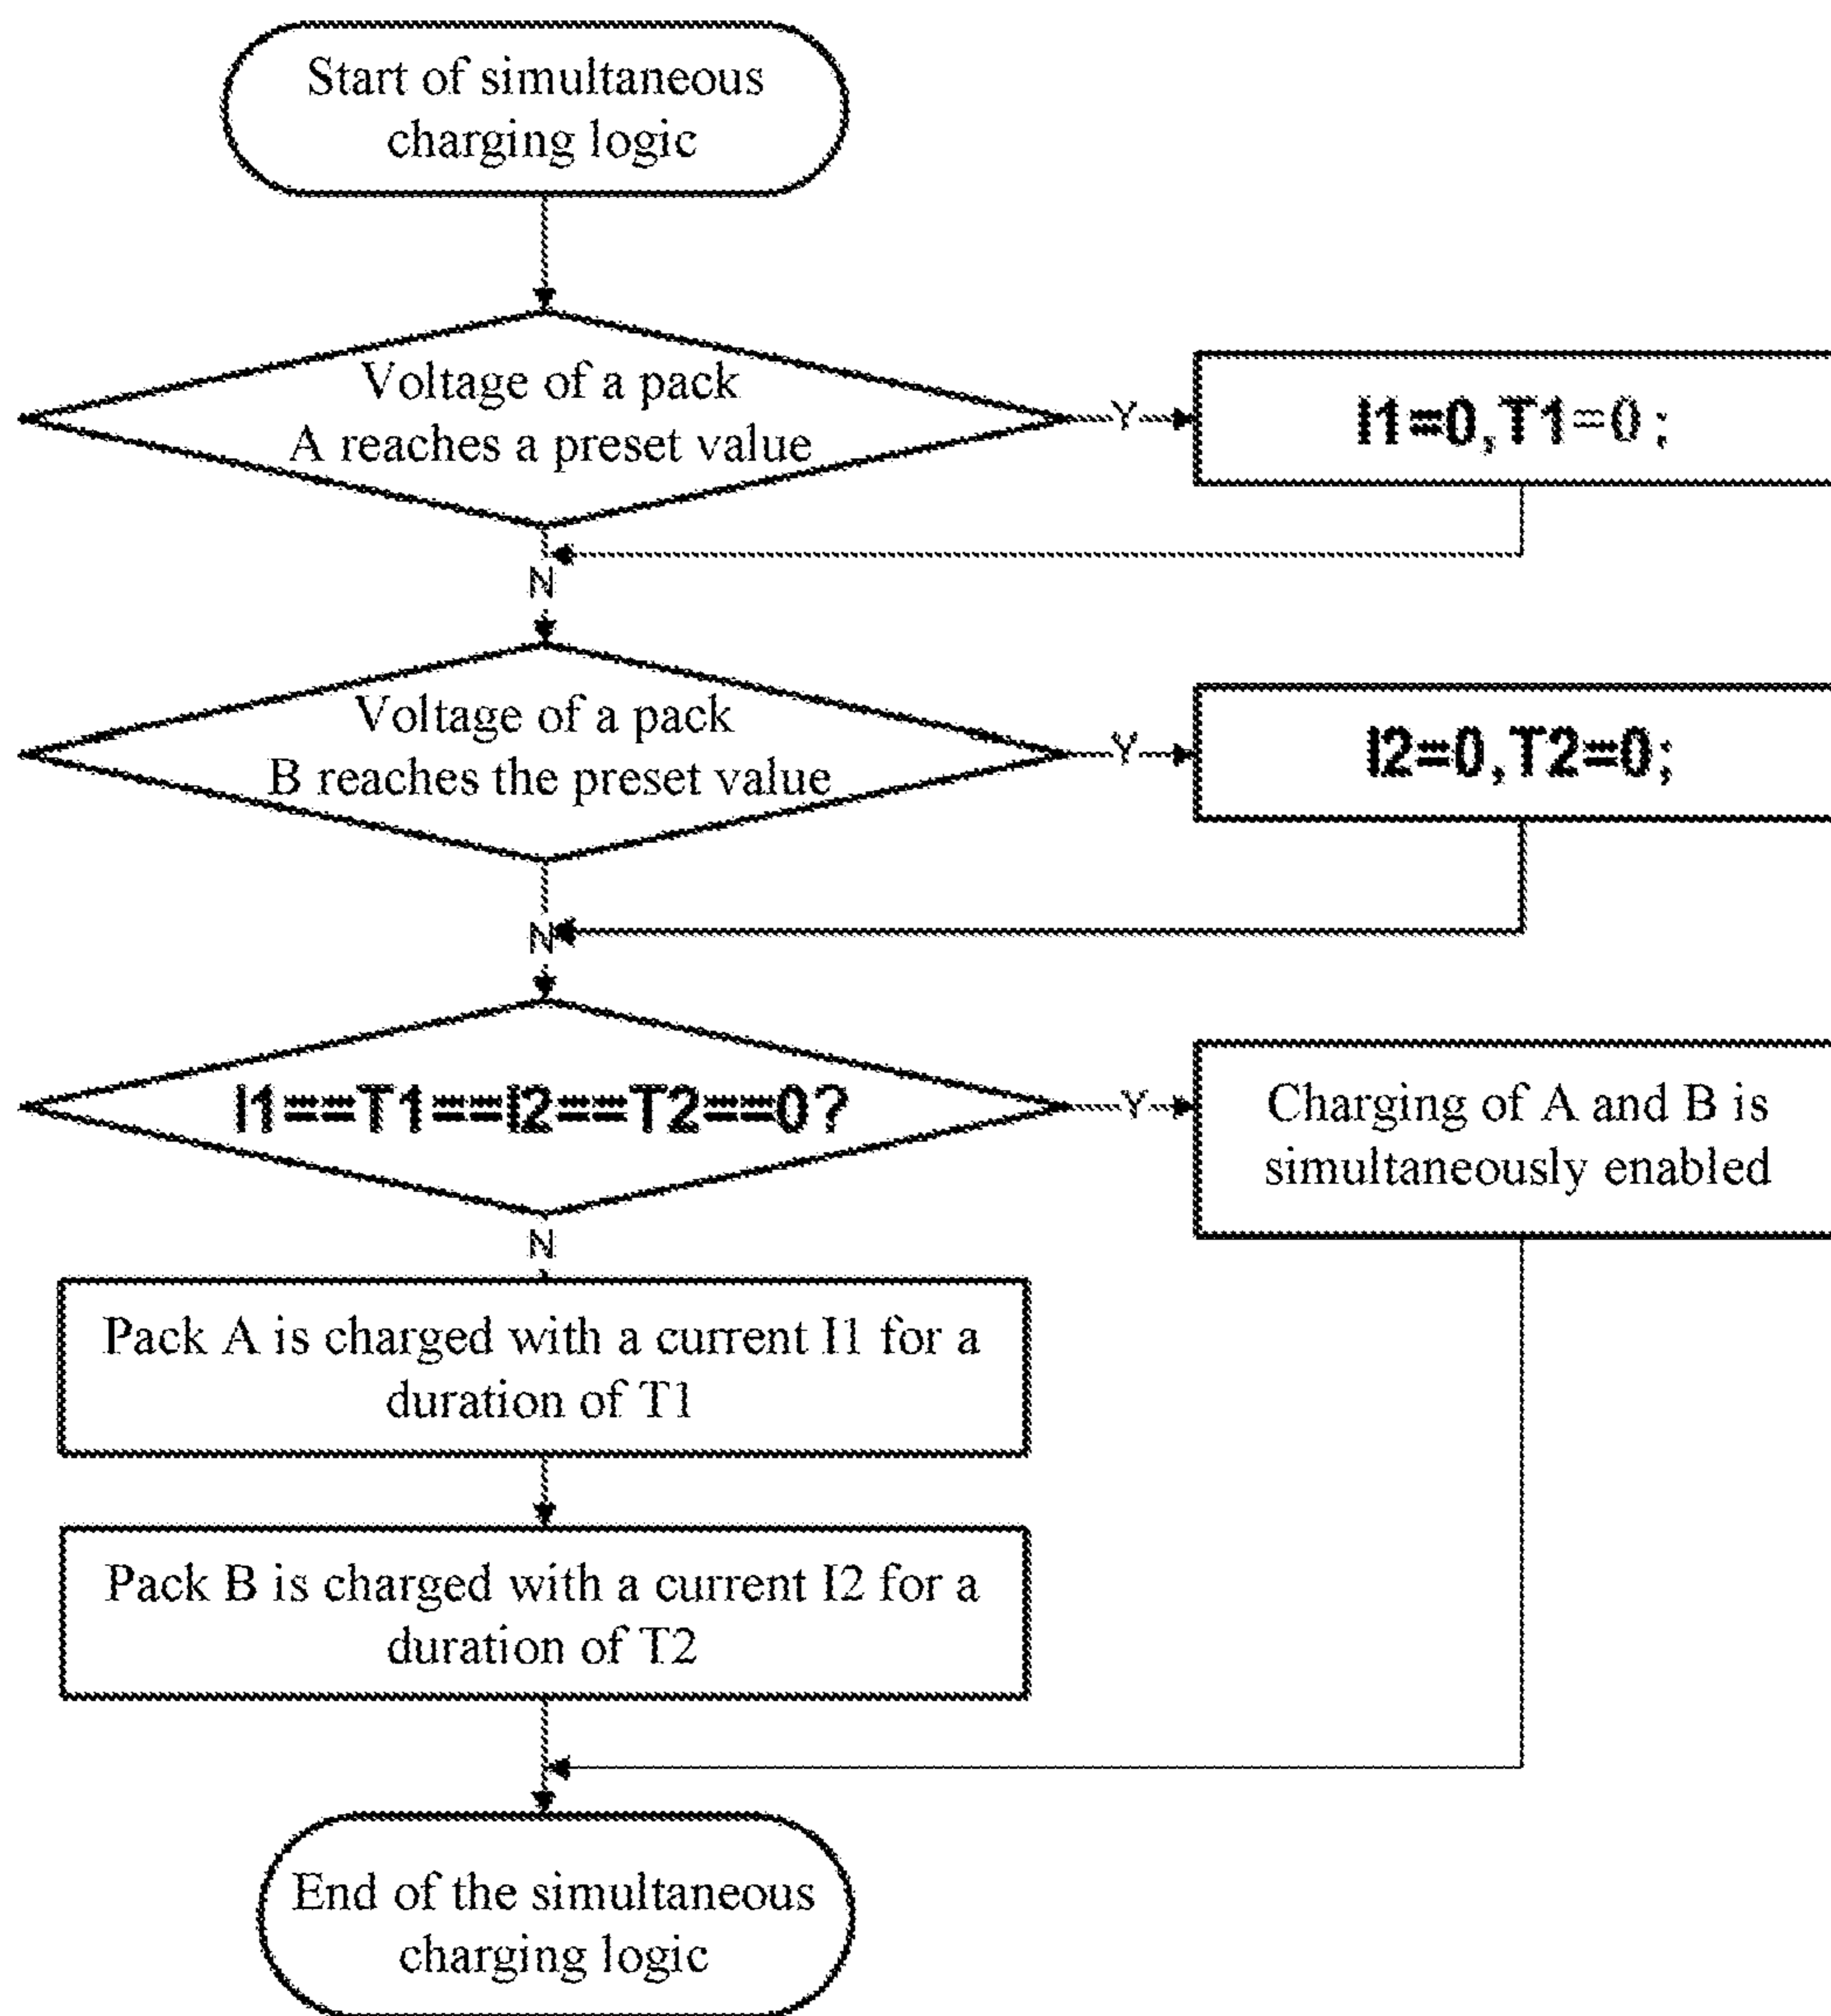 Start of simultaneous
charging logic
Voltage of a pack
A reaches a preset value
Y
I1=0,T1=0;
N
Voltage of a pack
B reaches the preset value
Y
I2=0,T2=0;
N
I1==T1==I2==T2==0?
Y
Charging of A and B is
simultaneously enabled
N
Pack A is charged with a current I1 for a
duration of T1
Pack B is charged with a current I2 for a
duration of T2
End of the simultaneous
charging logic